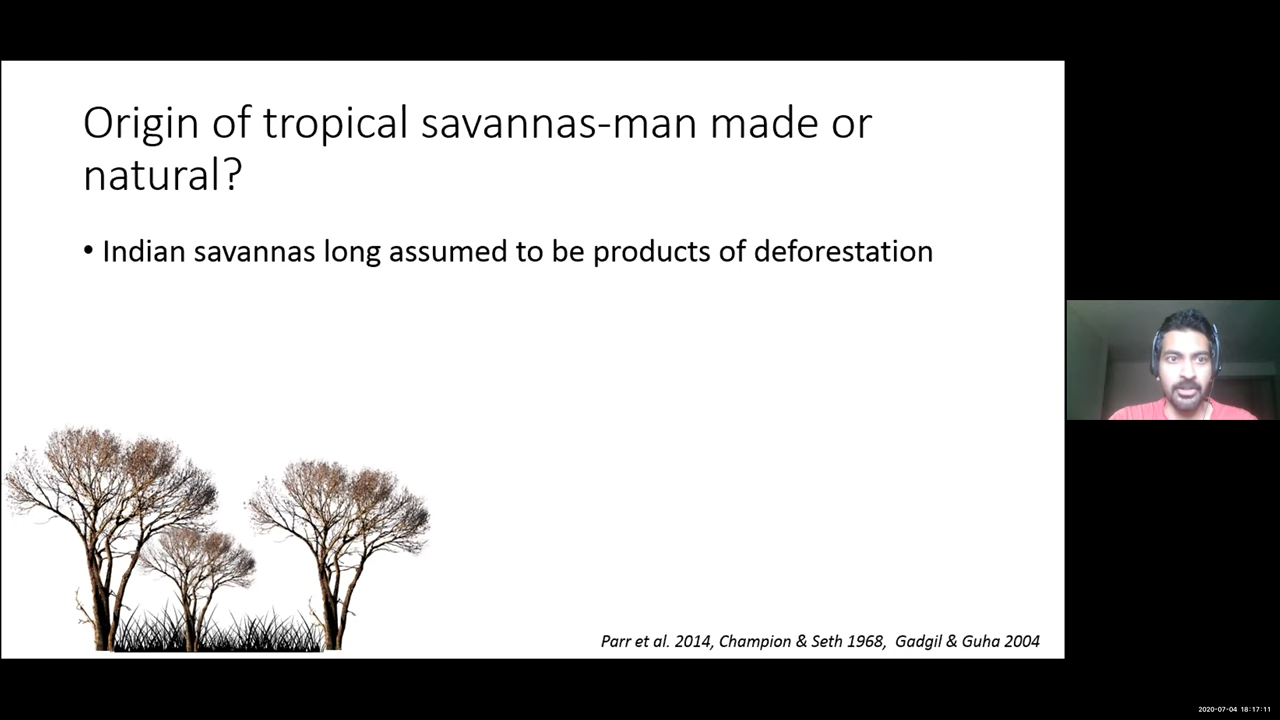 Origin of tropical savannas-man made or
natural?
• Indian savannas long assumed to be products of deforestation
Parr et al. 2014, Champion & Seth 1968, Gadgil & Guha 2004
2020-07-04 18:17:11